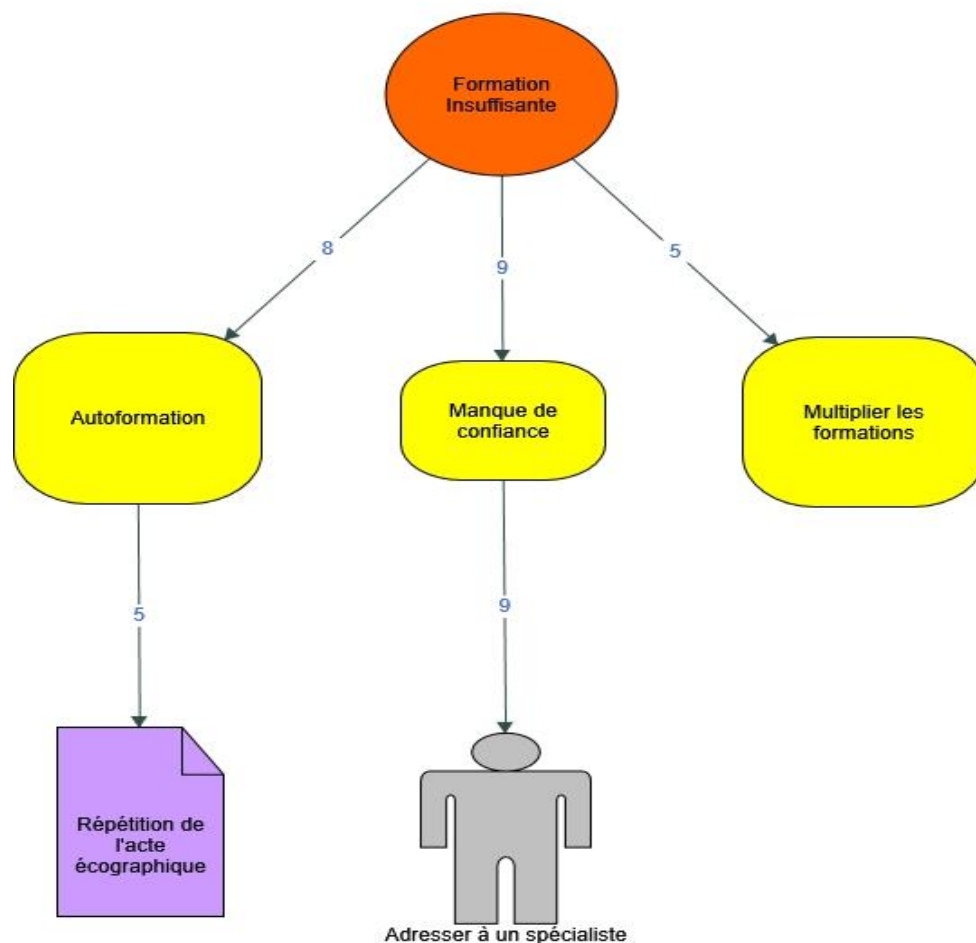 Formation
Insuffisante
8
9
5
Autoformation
Manque de
confiance
Multiplier les
formations
5
9
Répétition de
l'acte
écographique
Adresser à un spécialiste